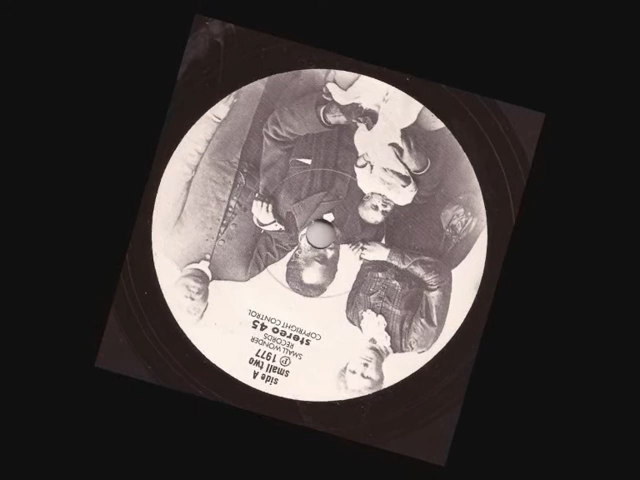 side A
small two
℗ 1977
SMALL WONDER
RECORDS
stereo 45
COPYRIGHT CONTROL